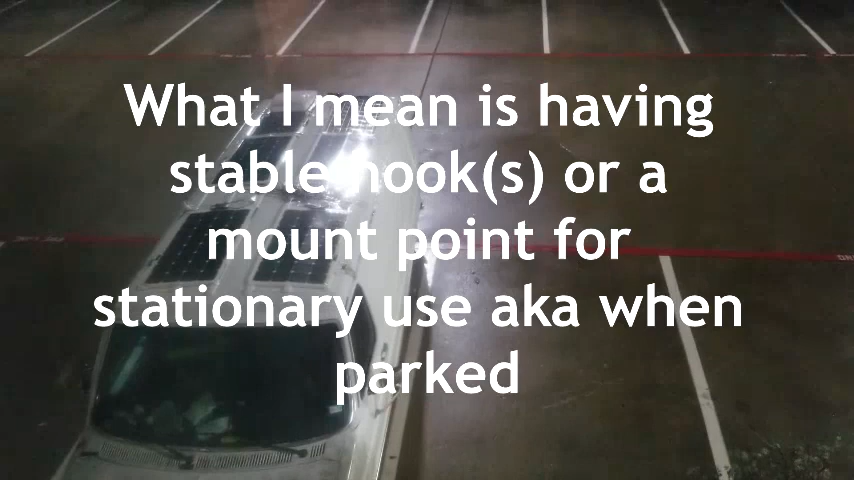 What I mean is having
stable hook(s) or a
mount point for
stationary use aka when
parked